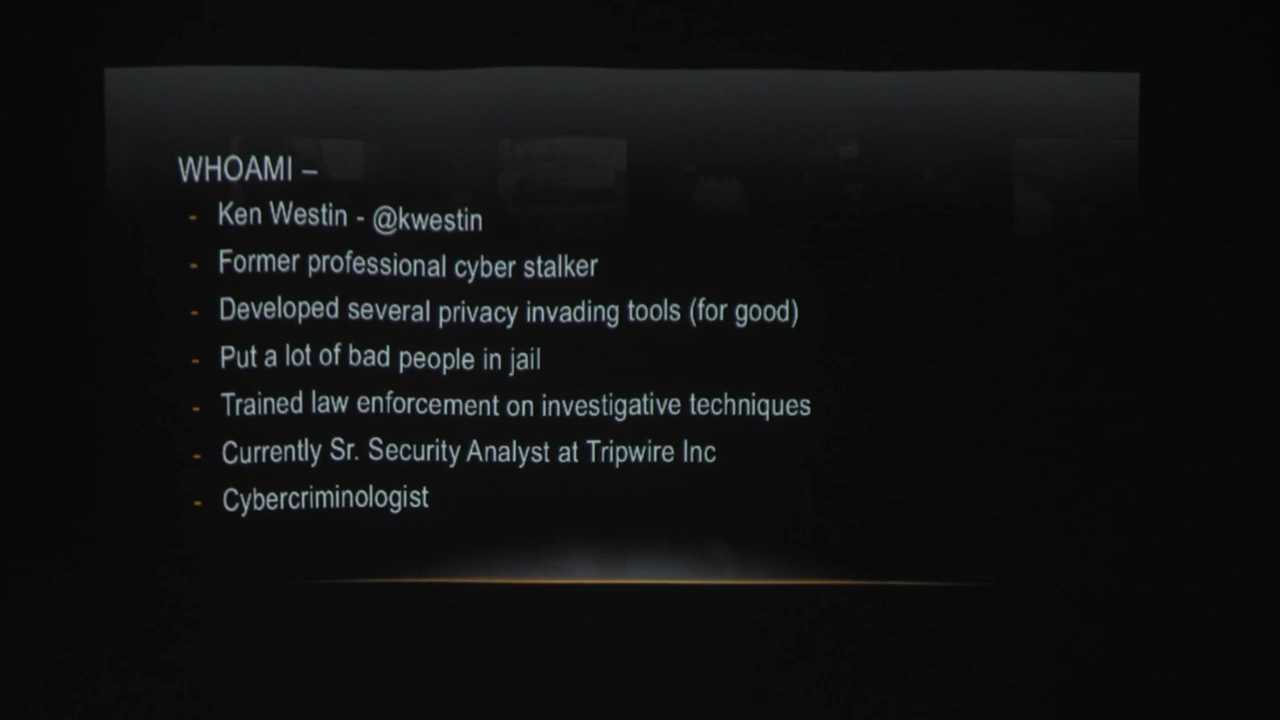 WHOAMI –
- Ken Westin - @kwestin
- Former professional cyber stalker
- Developed several privacy invading tools (for good)
- Put a lot of bad people in jail
- Trained law enforcement on investigative techniques
- Currently Sr. Security Analyst at Tripwire Inc
- Cybercriminologist